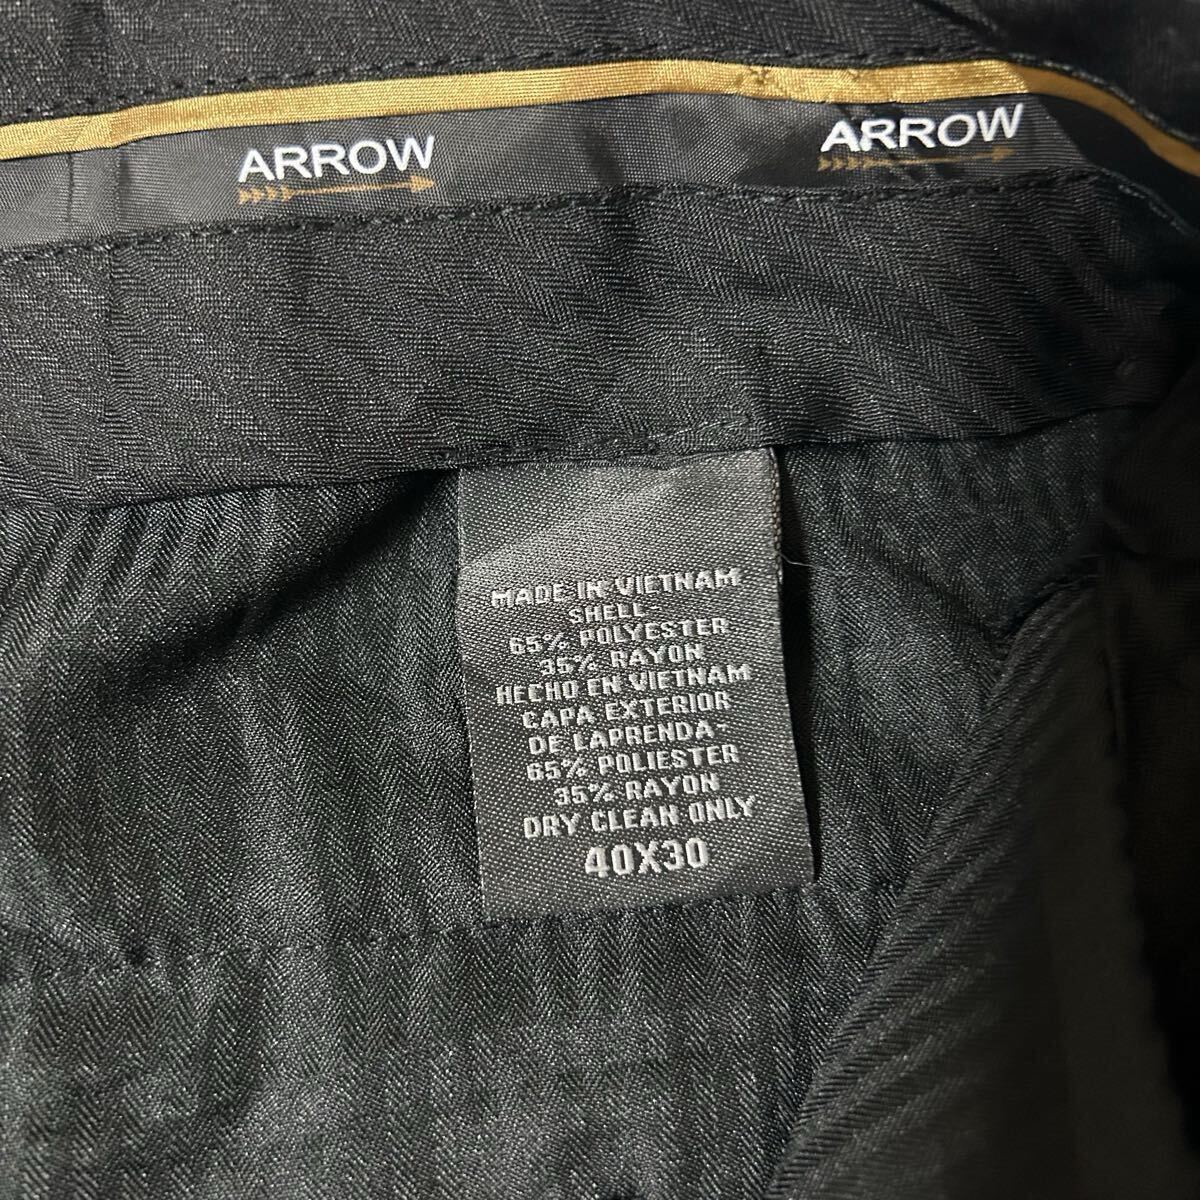 ARROW
ARROW
MADE IN VIETNAM
SHELL-
65% POLYESTER
35% RAYON
HECHO EN VIETNAM
CAPA EXTERIOR
DE LAPRENDA-
65% POLIESTER
35% RAYON
DRY CLEAN ONLY
40X30